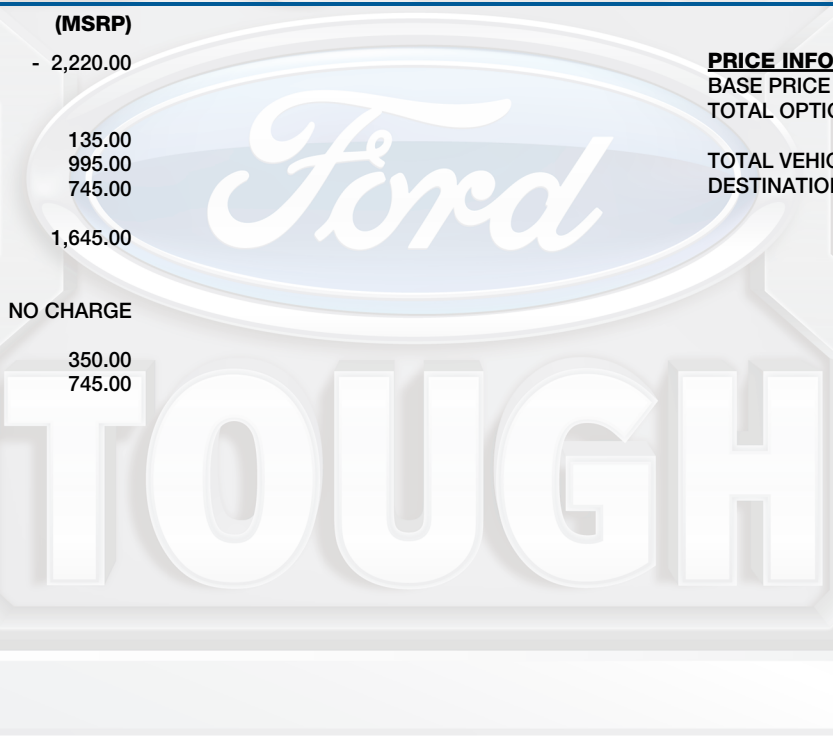 (MSRP)
- 2,220.00
135.00
995.00
745.00
1,645.00
NO CHARGE
350.00
745.00
PRICE INFO
BASE PRICE
TOTAL OPTIO
TOTAL VEHIC
DESTINATION
Ford
TOUGH